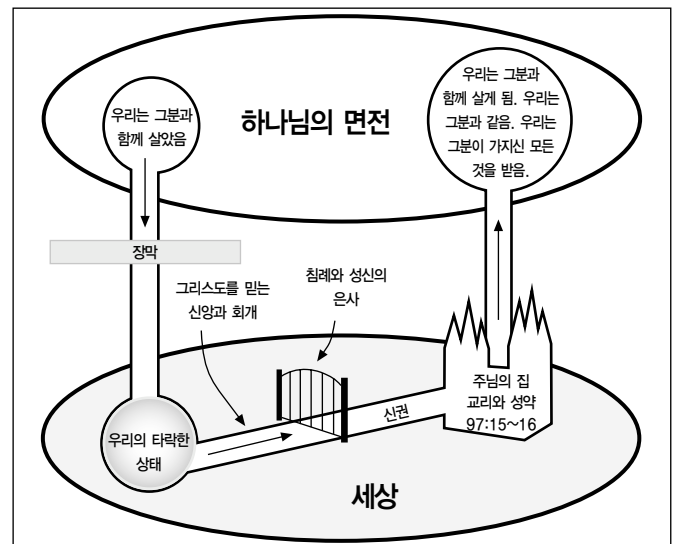 우리는 그분과
함께 살았음
하나님의 면전
우리는 그분과
함께 살게 됨. 우리는
그분과 같음. 우리는
그분이 가지신 모든
것을 받음.
장막
그리스도를 믿는
신앙과 회개
침례와 성신의
은사
우리의 타락한
상태
신권
주님의 집
교리와 성약
97:15~16
세상